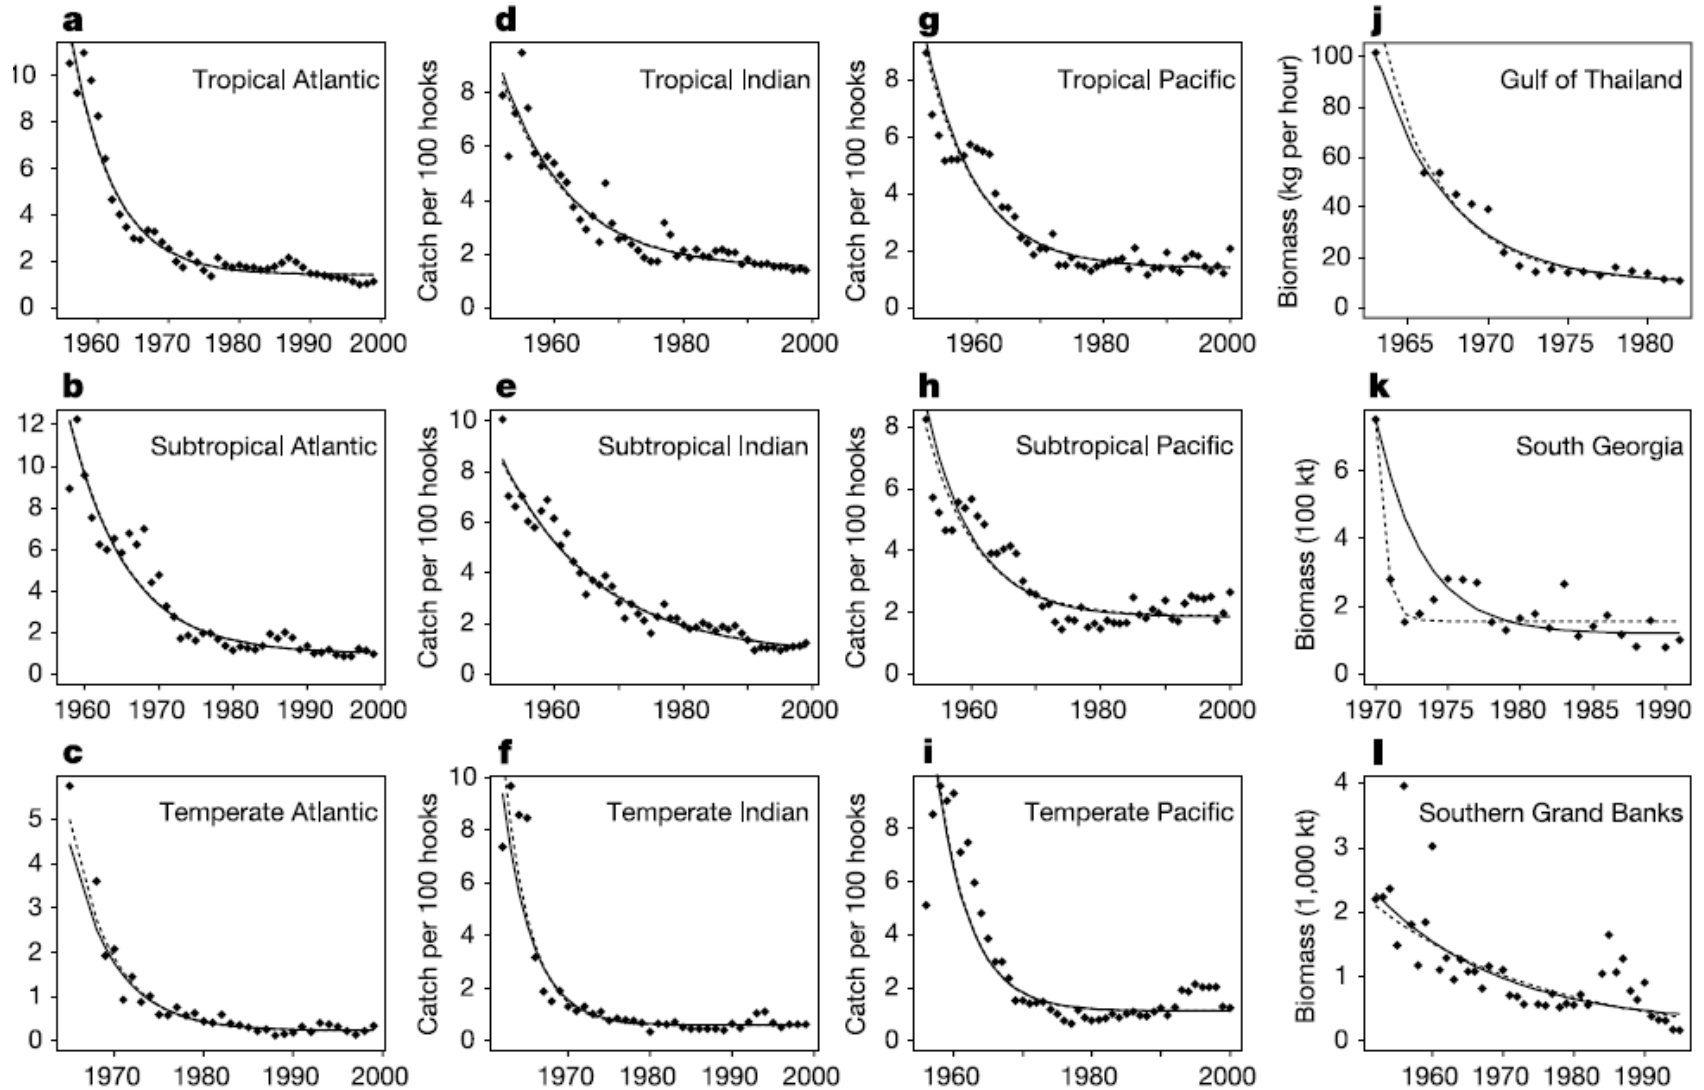 a
Tropical Atlantic
10
8
6
4
2
0
1960 1970 1980 1990 2000
d
Tropical Indian
Catch per 100 hooks
8
6
4
2
0
1960 1980 2000
g
Tropical Pacific
Catch per 100 hooks
8
6
4
2
0
1960 1980 2000
j
Gulf of Thailand
Biomass (kg per hour)
100
80
60
40
20
0
1965 1970 1975 1980
b
Subtropical Atlantic
12
10
8
6
4
2
0
1960 1970 1980 1990 2000
e
Subtropical Indian
Catch per 100 hooks
10
8
6
4
2
0
1960 1980 2000
h
Subtropical Pacific
Catch per 100 hooks
8
6
4
2
0
1960 1980 2000
k
South Georgia
Biomass (100 kt)
6
4
2
0
1970 1975 1980 1985 1990
c
Temperate Atlantic
5
4
3
2
1
0
1970 1980 1990 2000
f
Temperate Indian
Catch per 100 hooks
10
8
6
4
2
0
1970 1980 1990 2000
i
Temperate Pacific
Catch per 100 hooks
8
6
4
2
0
1960 1980 2000
l
Southern Grand Banks
Biomass (1,000 kt)
4
3
2
1
0
1960 1970 1980 1990